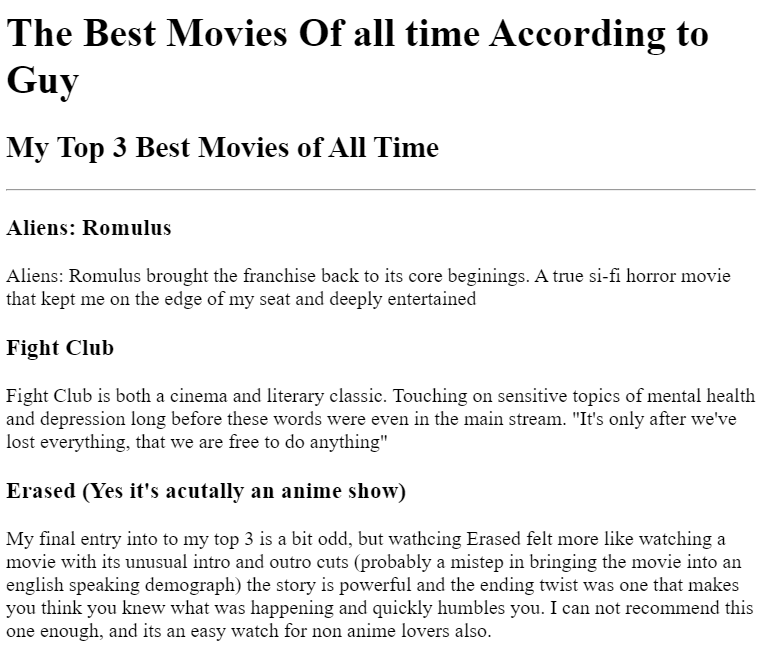 The Best Movies Of all time According to
Guy
My Top 3 Best Movies of All Time
Aliens: Romulus
Aliens: Romulus brought the franchise back to its core beginings. A true si-fi horror movie
that kept me on the edge of my seat and deeply entertained
Fight Club
Fight Club is both a cinema and literary classic. Touching on sensitive topics of mental health
and depression long before these words were even in the main stream. "It's only after we've
lost everything, that we are free to do anything"
Erased (Yes it's acutally an anime show)
My final entry into to my top 3 is a bit odd, but wathcing Erased felt more like watching a
movie with its unusual intro and outro cuts (probably a mistep in bringing the movie into an
english speaking demograph) the story is powerful and the ending twist was one that makes
you think you knew what was happening and quickly humbles you. I can not recommend this
one enough, and its an easy watch for non anime lovers also.